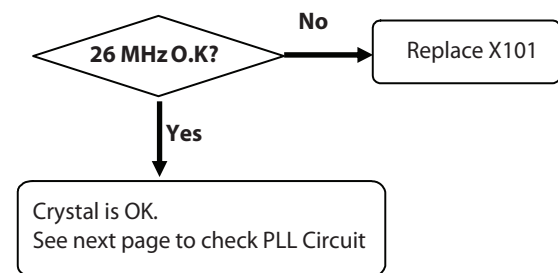 26 MHz O.K?
No
Replace X101
Yes
Crystal is OK.
See next page to check PLL Circuit